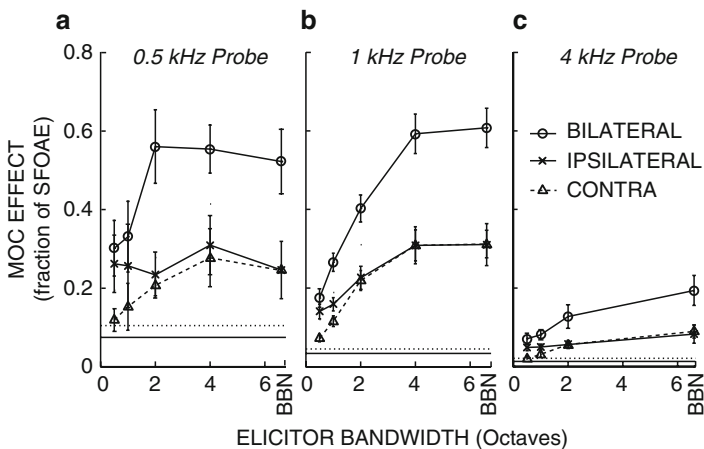 a
b
c
0.5 kHz Probe
1 kHz Probe
4 kHz Probe
0.8
0.6
0.4
0.2
0
MOC EFFECT
(fraction of SFOAE)
BILATERAL
IPSILATERAL
CONTRA
0 2 4 6 BBN
0 2 4 6 BBN
0 2 4 6 BBN
ELICITOR BANDWIDTH (Octaves)